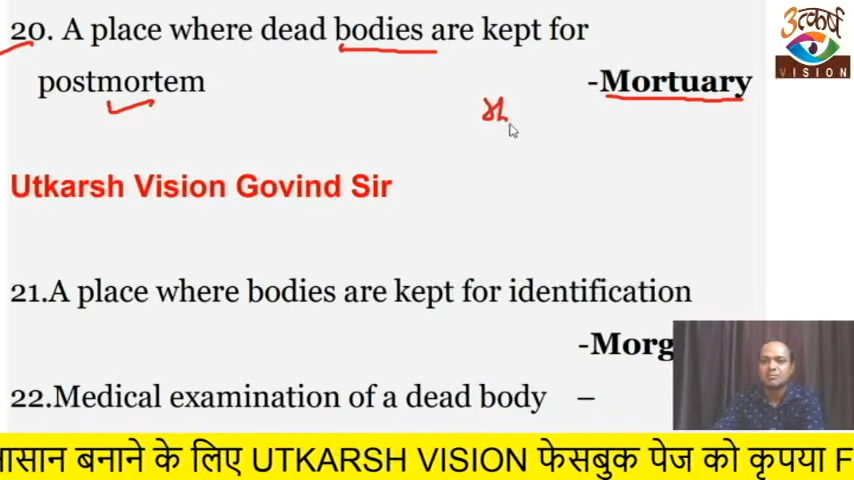 उत्कर्ष
VISION
20. A place where dead bodies are kept for
postmortem -Mortuary
Utkarsh Vision Govind Sir
21.A place where bodies are kept for identification
-Morg
22.Medical examination of a dead body –
ासान बनाने के लिए UTKARSH VISION फेसबुक पेज को कृपया F